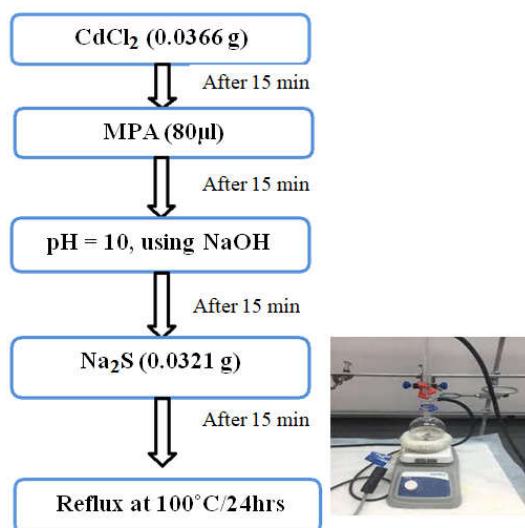 CdCl₂ (0.0366 g)
After 15 min
MPA (80µl)
After 15 min
pH = 10, using NaOH
After 15 min
Na₂S (0.0321 g)
After 15 min
Reflux at 100°C/24hrs